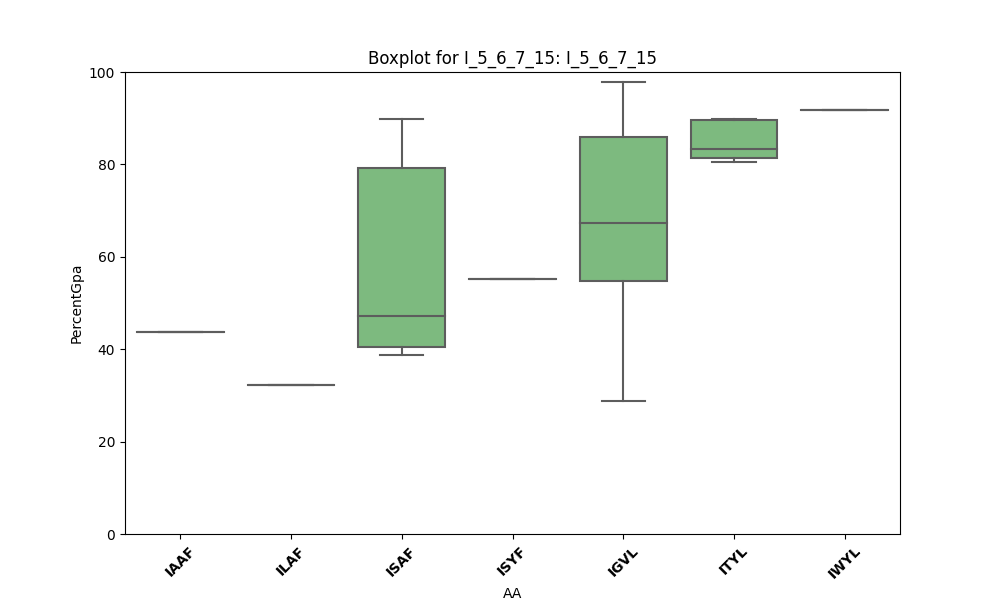 Boxplot for I_5_6_7_15: I_5_6_7_15
100
80
60
40
20
0
PercentGpa
IAAF
ILAF
ISAF
ISYF
IGVL
ITYL
IWYL
AA